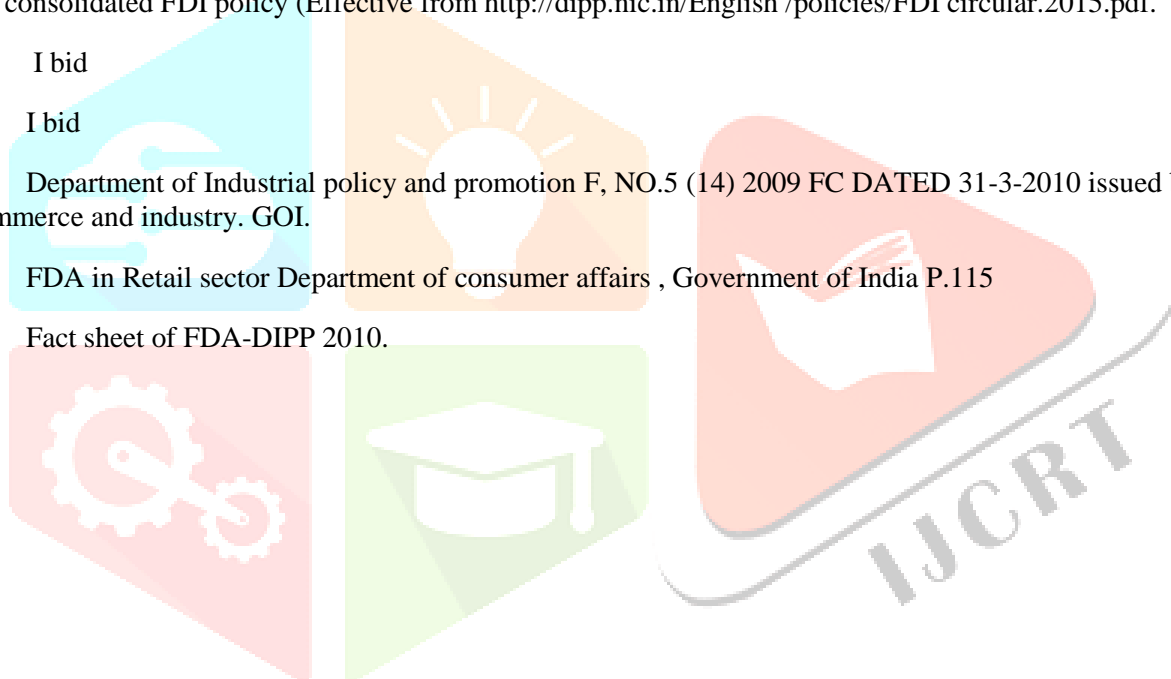 consolidated FDI policy (Effective from http://dipp.nic.in/English /policies/FDI circular.2015.pdf.
I bid
I bid
Department of Industrial policy and promotion F, NO.5 (14) 2009 FC DATED 31-3-2010 issued
mmerce and industry. GOI.
FDA in Retail sector Department of consumer affairs , Government of India P.115
Fact sheet of FDA-DIPP 2010.
IJCRT